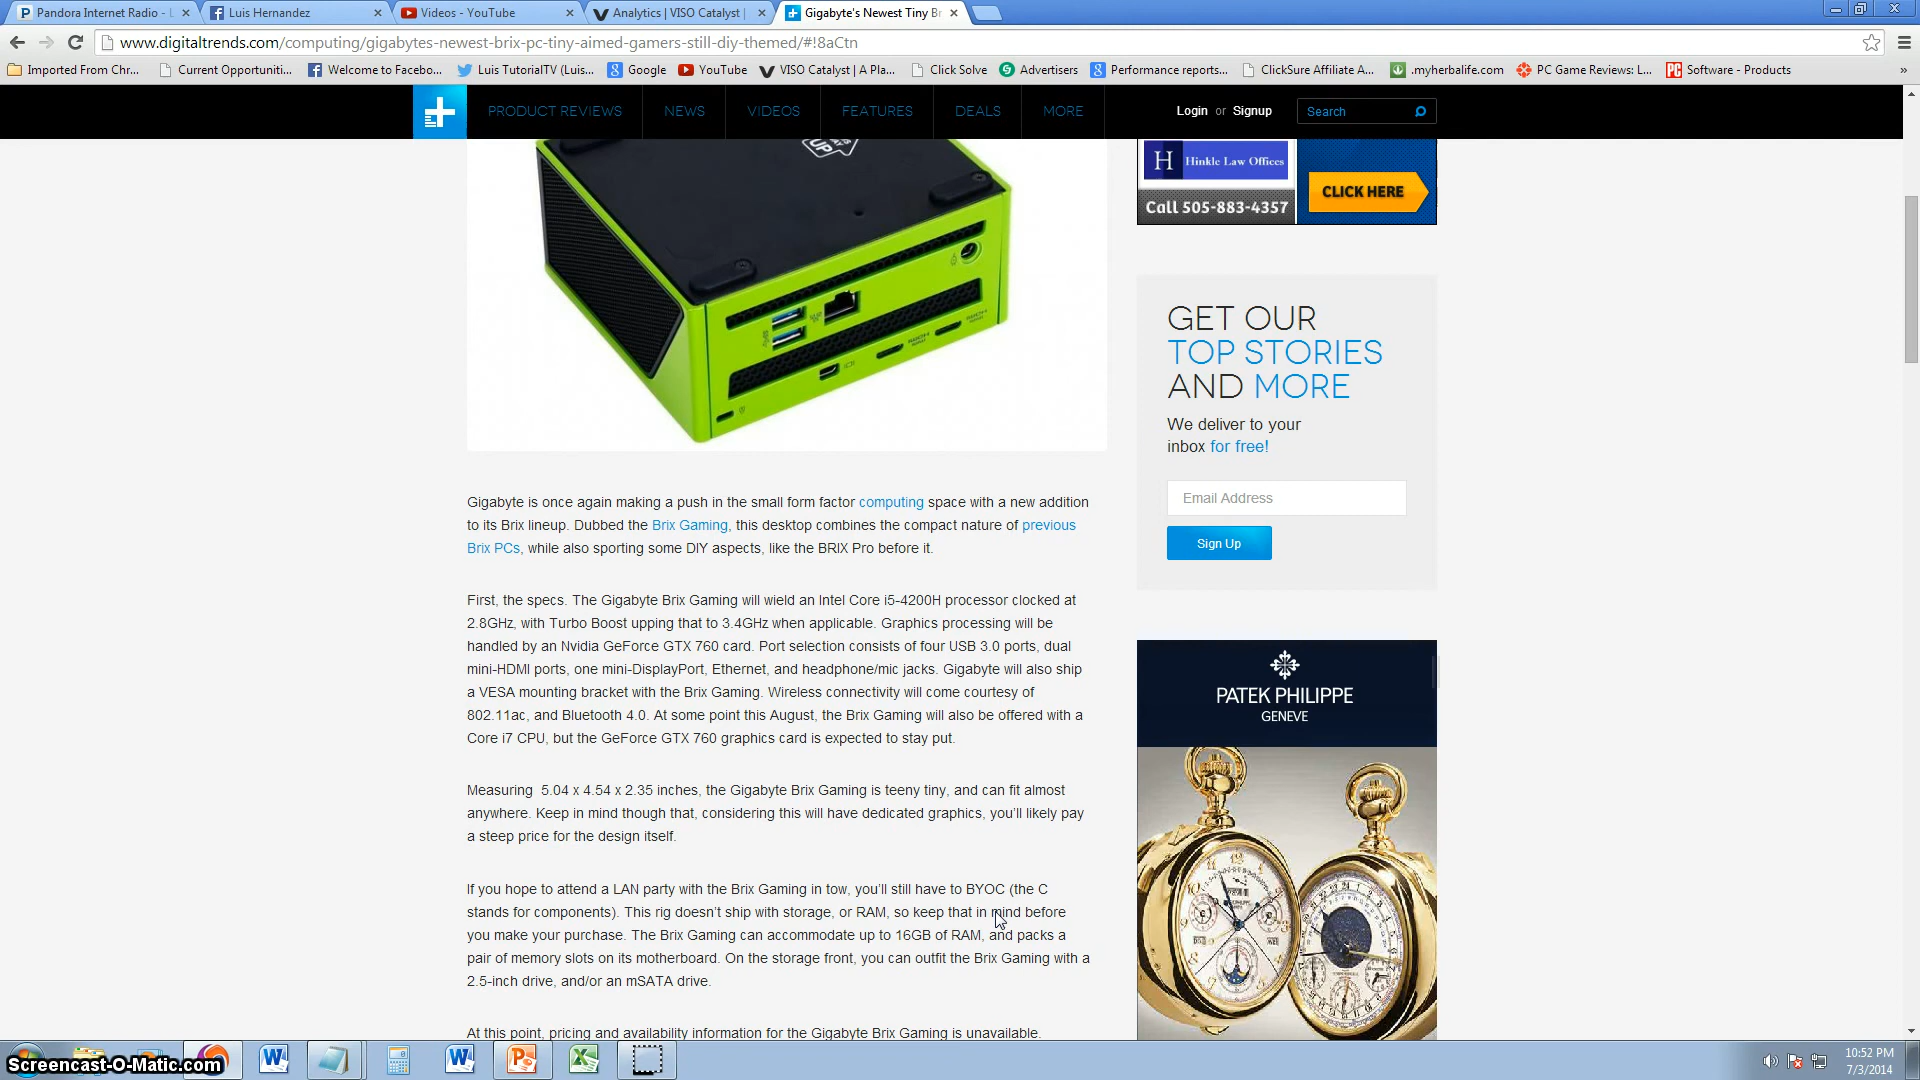 Pandora Internet Radio - L
Luis Hernandez
Videos - YouTube
Analytics | VISO Catalyst |
Gigabyte's Newest Tiny Br
www.digitaltrends.com/computing/gigabytes-newest-brix-pc-tiny-aimed-gamers-still-diy-themed/#!8aCtn
Imported From Chr...
Current Opportuniti...
Welcome to Facebo...
Luis TutorialTV (Luis...
Google
YouTube
VISO Catalyst | A Pla...
Click Solve
Advertisers
Performance reports...
ClickSure Affiliate A...
.myherbalife.com
PC Game Reviews: L...
Software - Products
PRODUCT REVIEWS
NEWS
VIDEOS
FEATURES
DEALS
MORE
Login or Signup
Search
UP
H Hinkle Law Offices
Call 505-883-4357
CLICK HERE
GET OUR
TOP STORIES
AND MORE
We deliver to your
inbox for free!
Email Address
Sign Up
Gigabyte is once again making a push in the small form factor computing space with a new addition
to its Brix lineup. Dubbed the Brix Gaming, this desktop combines the compact nature of previous
Brix PCs, while also sporting some DIY aspects, like the BRIX Pro before it.
First, the specs. The Gigabyte Brix Gaming will wield an Intel Core i5-4200H processor clocked at
2.8GHz, with Turbo Boost upping that to 3.4GHz when applicable. Graphics processing will be
handled by an Nvidia GeForce GTX 760 card. Port selection consists of four USB 3.0 ports, dual
mini-HDMI ports, one mini-DisplayPort, Ethernet, and headphone/mic jacks. Gigabyte will also ship
a VESA mounting bracket with the Brix Gaming. Wireless connectivity will come courtesy of
802.11ac, and Bluetooth 4.0. At some point this August, the Brix Gaming will also be offered with a
Core i7 CPU, but the GeForce GTX 760 graphics card is expected to stay put.
Measuring 5.04 x 4.54 x 2.35 inches, the Gigabyte Brix Gaming is teeny tiny, and can fit almost
anywhere. Keep in mind though that, considering this will have dedicated graphics, you'll likely pay
a steep price for the design itself.
If you hope to attend a LAN party with the Brix Gaming in tow, you'll still have to BYOC (the C
stands for components). This rig doesn't ship with storage, or RAM, so keep that in mind before
you make your purchase. The Brix Gaming can accommodate up to 16GB of RAM, and packs a
pair of memory slots on its motherboard. On the storage front, you can outfit the Brix Gaming with a
2.5-inch drive, and/or an mSATA drive.
At this point, pricing and availability information for the Gigabyte Brix Gaming is unavailable.
PATEK PHILIPPE
GENEVE
Screencast-O-Matic.com
10:52 PM
7/3/2014